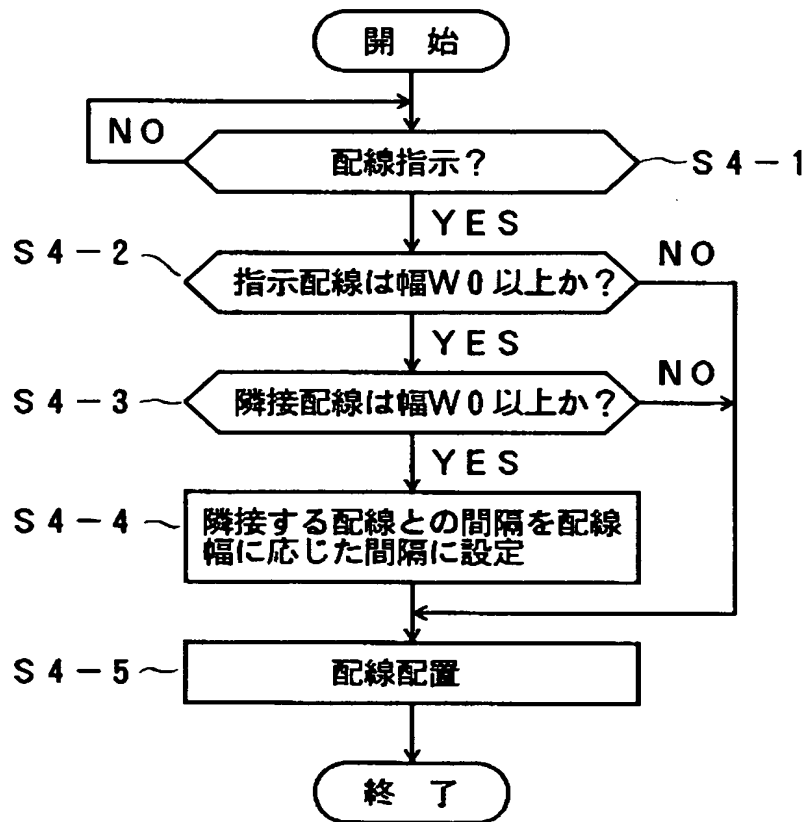 開 始
NO
配線指示?
S4-1
YES
S4-2
指示配線は幅W0以上か?
NO
YES
S4-3
隣接配線は幅W0以上か?
NO
YES
S4-4
隣接する配線との間隔を配線
幅に応じた間隔に設定
S4-5
配線配置
終 了